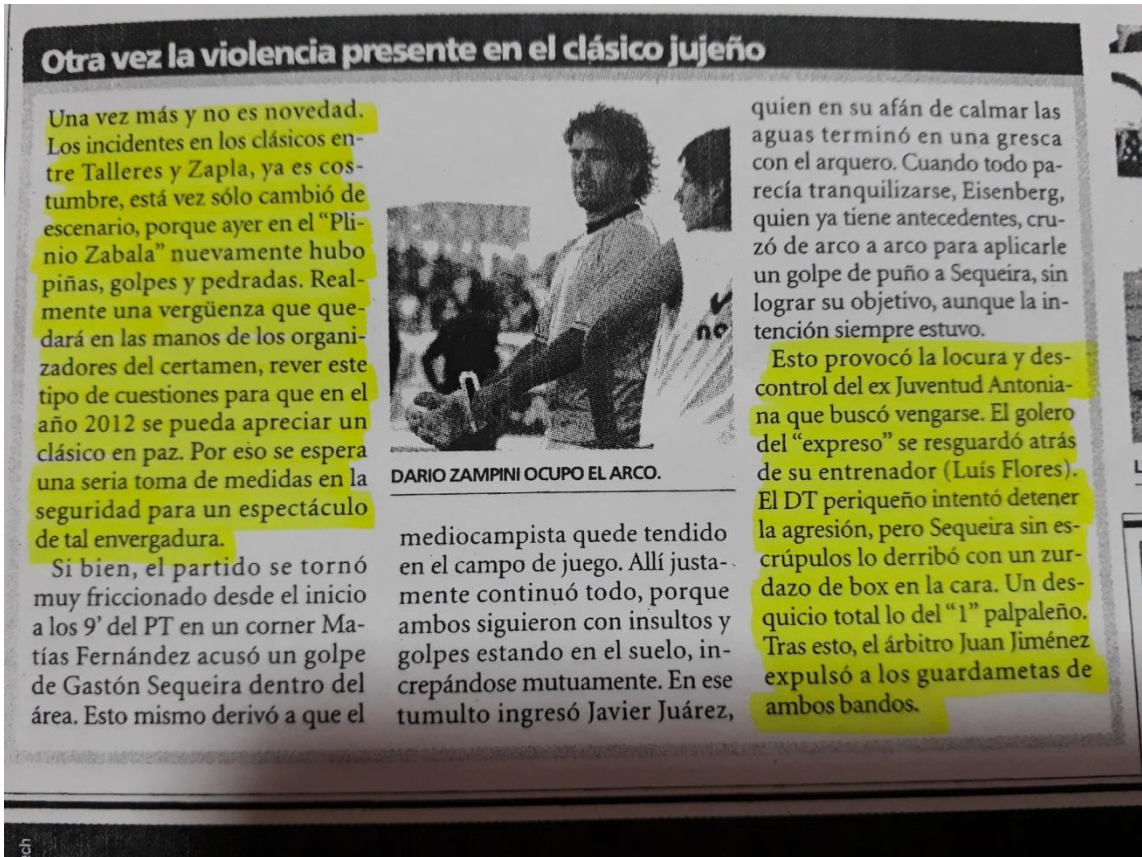 Otra vez la violencia presente en el clásico jujeño
Una vez más y no es novedad.
Los incidentes en los clásicos en-
tre Talleres y Zapla, ya es cos-
tumbre, está vez sólo cambió de
escenario, porque ayer en el “Pli-
nio Zabala” nuevamente hubo
piñas, golpes y pedradas. Real-
mente una vergüenza que que-
dará en las manos de los organi-
zadores del certamen, rever este
tipo de cuestiones para que en el
año 2012 se pueda apreciar un
clásico en paz. Por eso se espera
una seria toma de medidas en la
seguridad para un espectáculo
de tal envergadura.
Si bien, el partido se tornó
muy friccionado desde el inicio
a los 9’ del PT en un corner Ma-
tías Fernández acusó un golpe
de Gastón Sequeira dentro del
área. Esto mismo derivó a que el
DARIO ZAMPINI OCUPO EL ARCO.
mediocampista quede tendido
en el campo de juego. Allí justa-
mente continuó todo, porque
ambos siguieron con insultos y
golpes estando en el suelo, in-
crepándose mutuamente. En ese
tumulto ingresó Javier Juárez,
quien en su afán de calmar las
aguas terminó en una gresca
con el arquero. Cuando todo pa-
recía tranquilizarse, Eisenberg,
quien ya tiene antecedentes, cru-
zó de arco a arco para aplicarle
un golpe de puño a Sequeira, sin
lograr su objetivo, aunque la in-
tención siempre estuvo.
Esto provocó la locura y des-
control del ex Juventud Antonia-
na que buscó vengarse. El golero
del “expreso” se resguardó atrás
de su entrenador (Luís Flores).
El DT periqueño intentó detener
la agresión, pero Sequeira sin es-
crúpulos lo derribó con un zur-
dazo de box en la cara. Un des-
quicio total lo del “1” palpaleño.
Tras esto, el árbitro Juan Jiménez
expulsó a los guardametas de
ambos bandos.